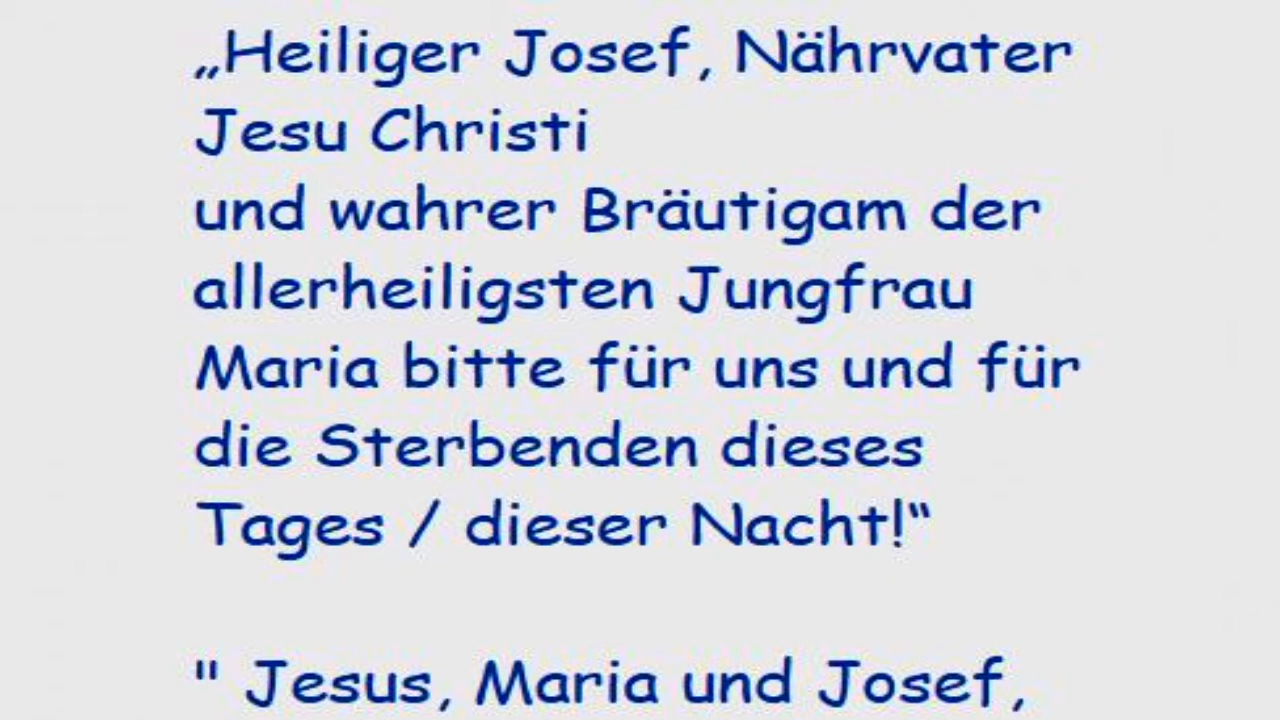 „Heiliger Josef, Nährvater
Jesu Christi
und wahrer Bräutigam der
allerheiligsten Jungfrau
Maria bitte für uns und für
die Sterbenden dieses
Tages / dieser Nacht!“
" Jesus, Maria und Josef,